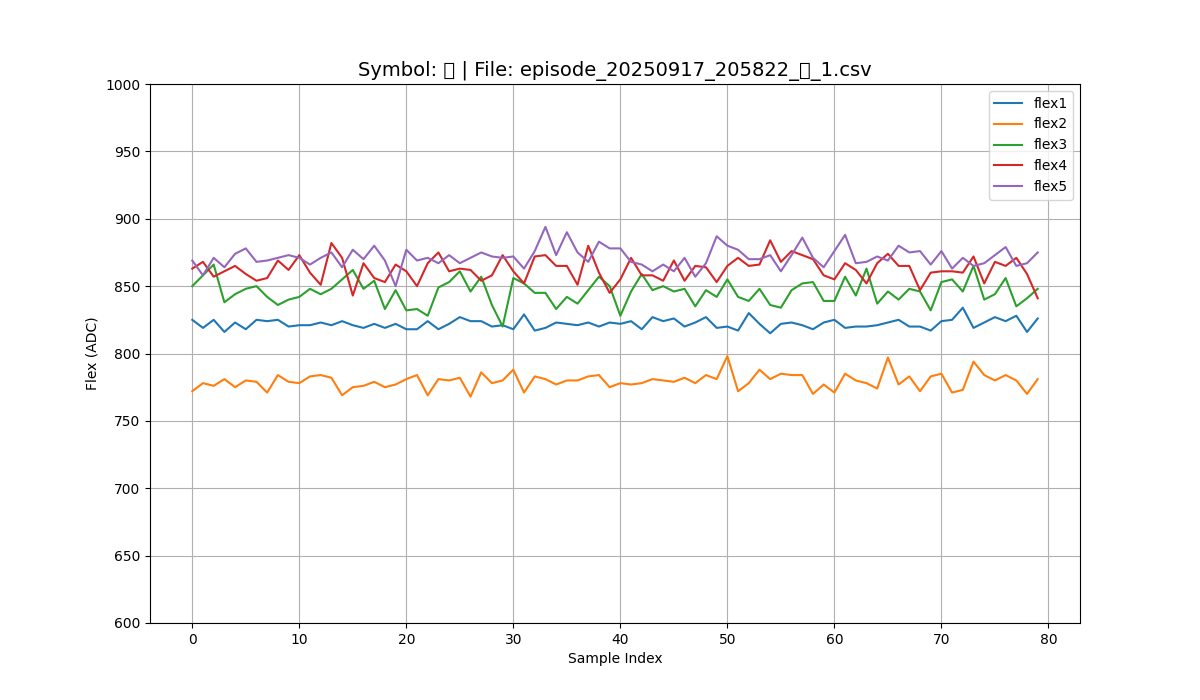 Symbol: ▯ | File: episode_20250917_205822_▯_1.csv
1000
950
900
850
800
750
700
650
600
Flex (ADC)
0 10 20 30 40 50 60 70 80
Sample Index
flex1
flex2
flex3
flex4
flex5